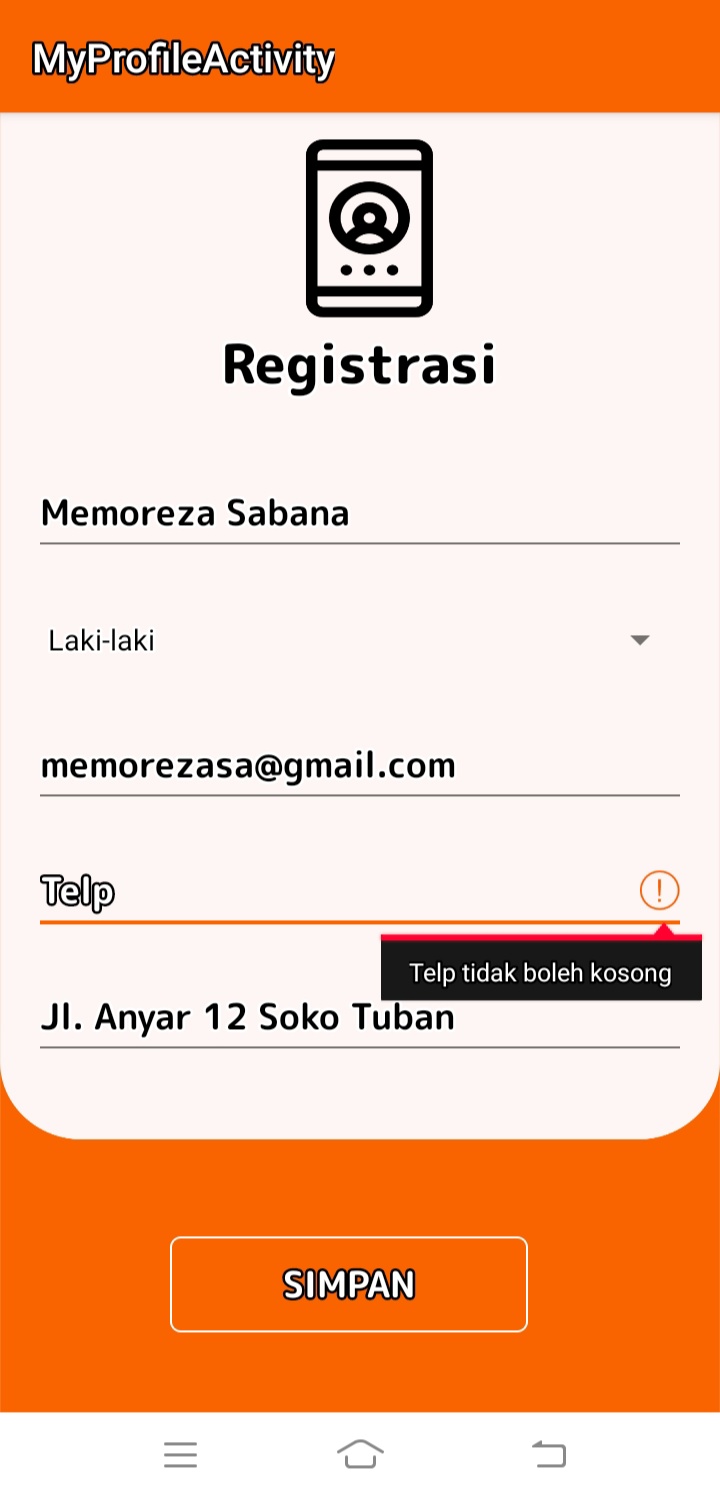 MyProfileActivity
Registrasi
Memoreza Sabana
Laki-laki
memorezasa@gmail.com
Telp
Telp tidak boleh kosong
Jl. Anyar 12 Soko Tuban
SIMPAN